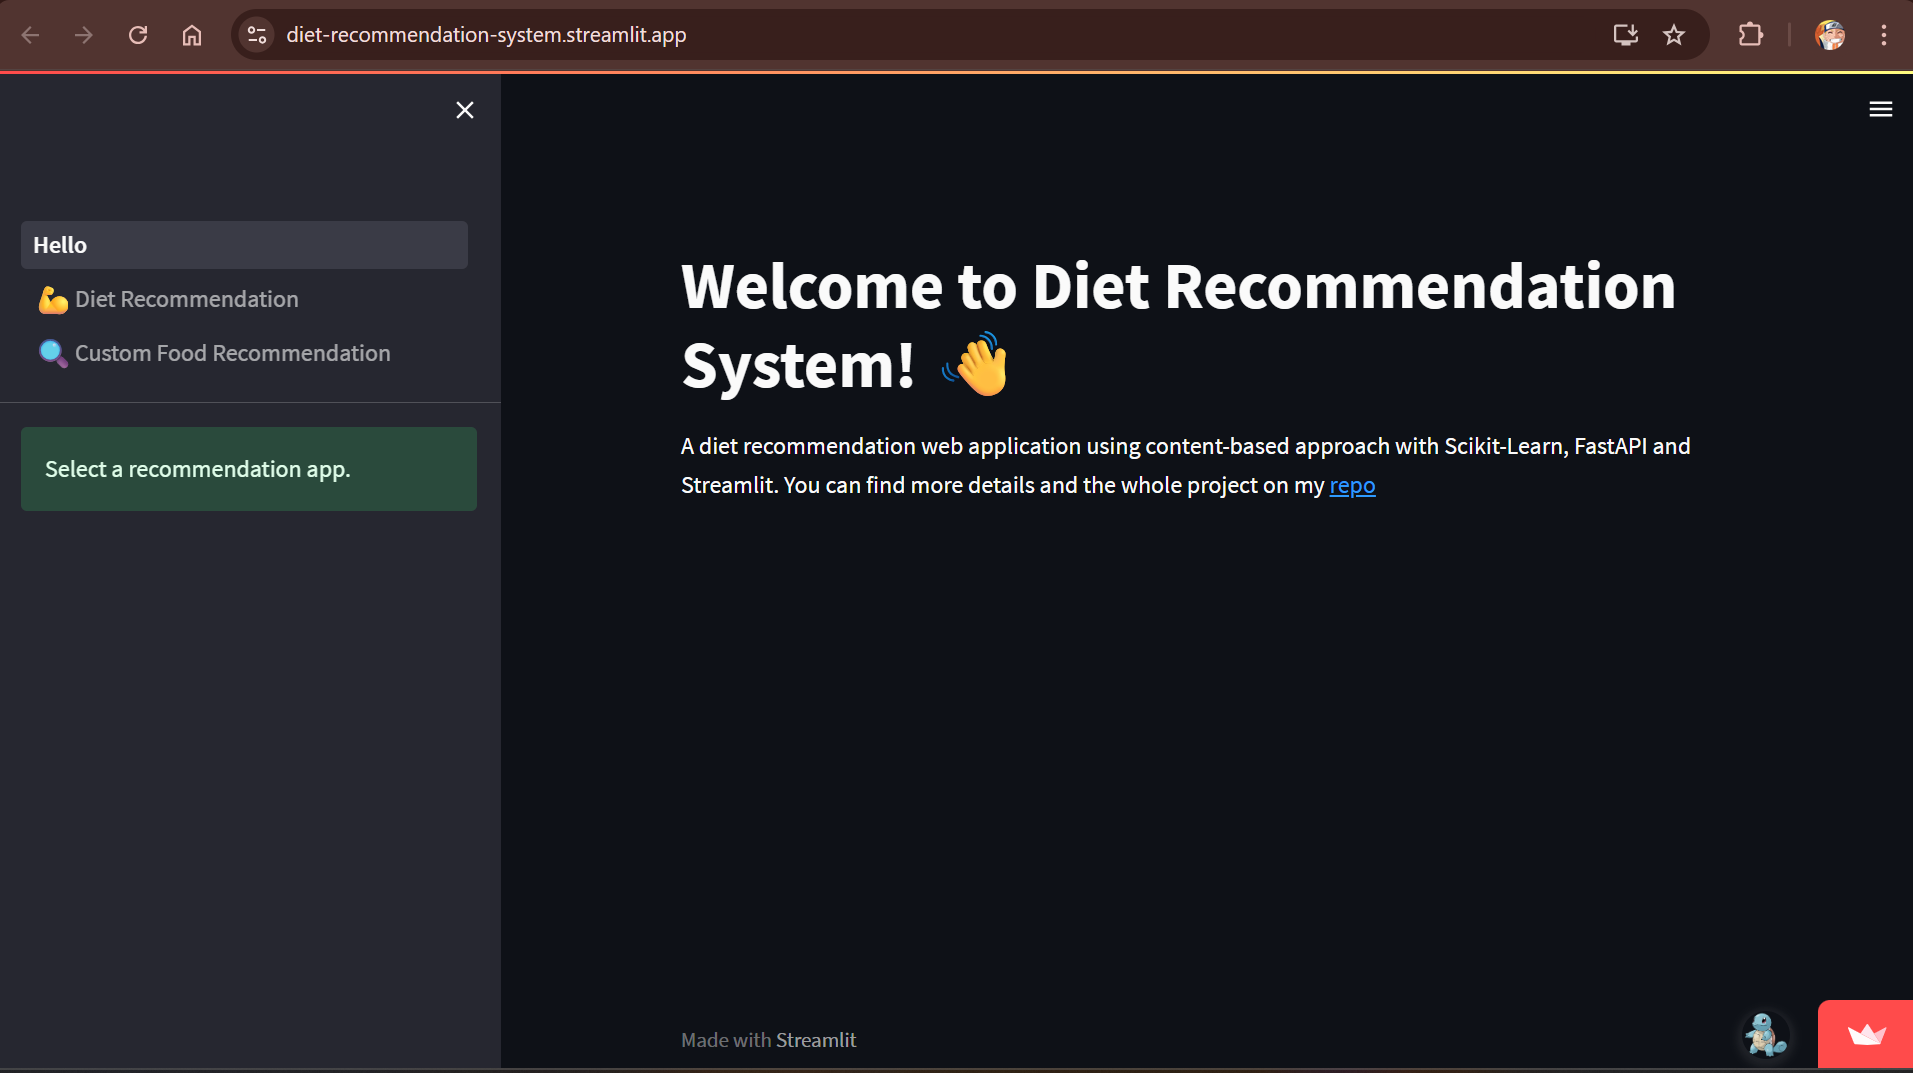 diet-recommendation-system.streamlit.app
Hello
Diet Recommendation
Custom Food Recommendation
Select a recommendation app.
Welcome to Diet Recommendation
System! 👋
A diet recommendation web application using content-based approach with Scikit-Learn, FastAPI and
Streamlit. You can find more details and the whole project on my repo
Made with Streamlit